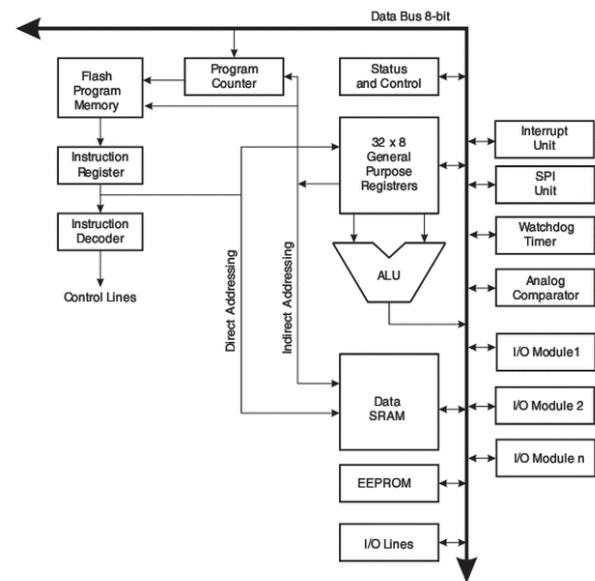 Data Bus 8-bit
Flash
Program
Memory
Program
Counter
Status
and Control
Instruction
Register
32 x 8
General
Purpose
Registrers
Interrupt
Unit
SPI
Unit
Instruction
Decoder
Watchdog
Timer
ALU
Control Lines
Direct Addressing
Indirect Addressing
Analog
Comparator
I/O Module1
Data
SRAM
I/O Module 2
I/O Module n
EEPROM
I/O Lines